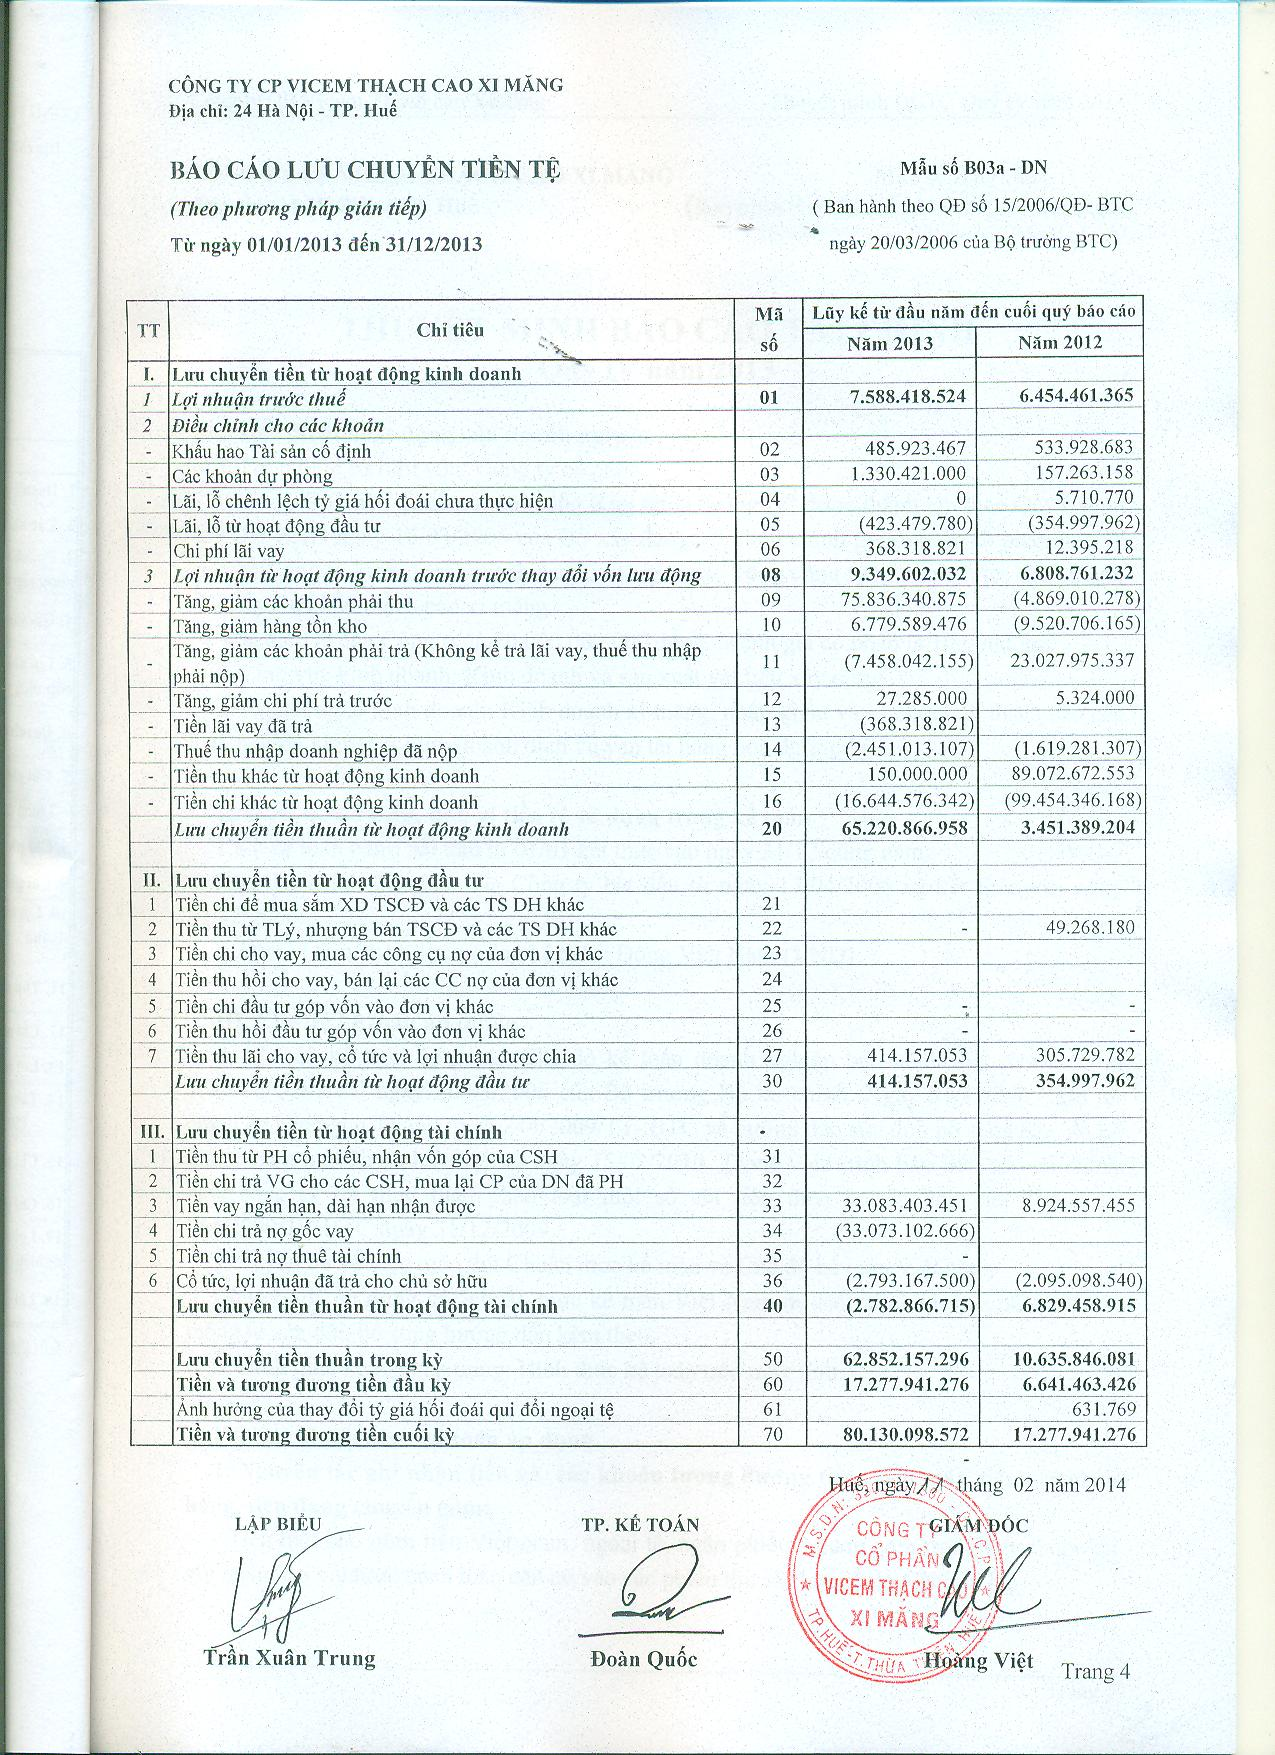 CÔNG TY CP VICEM THẠCH CAO XI MĂNG
Địa chỉ: 24 Hà Nội - TP. Huế
BÁO CÁO LƯU CHUYỂN TIỀN TỆ
(Theo phương pháp gián tiếp)
Từ ngày 01/01/2013 đến 31/12/2013
Mẫu số B03a - DN
( Ban hành theo QĐ số 15/2006/QĐ- BTC
ngày 20/03/2006 của Bộ trưởng BTC)
TT Chỉ tiêu Mã số Lũy kế từ đầu năm đến cuối quý báo cáo
Năm 2013 Năm 2012
I. Lưu chuyển tiền từ hoạt động kinh doanh
1 Lợi nhuận trước thuế 01 7.588.418.524 6.454.461.365
2 Điều chỉnh cho các khoản
- Khấu hao Tài sản cố định 02 485.923.467 533.928.683
- Các khoản dự phòng 03 1.330.421.000 157.263.158
- Lãi, lỗ chênh lệch tỷ giá hối đoái chưa thực hiện 04 0 5.710.770
- Lãi, lỗ từ hoạt động đầu tư 05 (423.479.780) (354.997.962)
- Chi phí lãi vay 06 368.318.821 12.395.218
3 Lợi nhuận từ hoạt động kinh doanh trước thay đổi vốn lưu động 08 9.349.602.032 6.808.761.232
- Tăng, giảm các khoản phải thu 09 75.836.340.875 (4.869.010.278)
- Tăng, giảm hàng tồn kho 10 6.779.589.476 (9.520.706.165)
- Tăng, giảm các khoản phải trả (Không kể trả lãi vay, thuế thu nhập
phải nộp) 11 (7.458.042.155) 23.027.975.337
- Tăng, giảm chi phí trả trước 12 27.285.000 5.324.000
- Tiền lãi vay đã trả 13 (368.318.821)
- Thuế thu nhập doanh nghiệp đã nộp 14 (2.451.013.107) (1.619.281.307)
- Tiền thu khác từ hoạt động kinh doanh 15 150.000.000 89.072.672.553
- Tiền chi khác từ hoạt động kinh doanh 16 (16.644.576.342) (99.454.346.168)
Lưu chuyển tiền thuần từ hoạt động kinh doanh 20 65.220.866.958 3.451.389.204
II. Lưu chuyển tiền từ hoạt động đầu tư
1 Tiền chi để mua sắm XD TSCĐ và các TS DH khác 21
2 Tiền thu từ TLý, nhượng bán TSCĐ và các TS DH khác 22 - 49.268.180
3 Tiền chi cho vay, mua các công cụ nợ của đơn vị khác 23
4 Tiền thu hồi cho vay, bán lại các CC nợ của đơn vị khác 24
5 Tiền chi đầu tư góp vốn vào đơn vị khác 25 - -
6 Tiền thu hồi đầu tư góp vốn vào đơn vị khác 26 - -
7 Tiền thu lãi cho vay, cổ tức và lợi nhuận được chia 27 414.157.053 305.729.782
Lưu chuyển tiền thuần từ hoạt động đầu tư 30 414.157.053 354.997.962
III. Lưu chuyển tiền từ hoạt động tài chính
1 Tiền thu từ PH cổ phiếu, nhận vốn góp của CSH 31
2 Tiền chi trả VG cho các CSH, mua lại CP của DN đã PH 32
3 Tiền vay ngắn hạn, dài hạn nhận được 33 33.083.403.451 8.924.557.455
4 Tiền chi trả nợ gốc vay 34 (33.073.102.666)
5 Tiền chi trả nợ thuê tài chính 35 -
6 Cổ tức, lợi nhuận đã trả cho chủ sở hữu 36 (2.793.167.500) (2.095.098.540)
Lưu chuyển tiền thuần từ hoạt động tài chính 40 (2.782.866.715) 6.829.458.915
Lưu chuyển tiền thuần trong kỳ 50 62.852.157.296 10.635.846.081
Tiền và tương đương tiền đầu kỳ 60 17.277.941.276 6.641.463.426
Ảnh hưởng của thay đổi tỷ giá hối đoái qui đổi ngoại tệ 61 631.769
Tiền và tương đương tiền cuối kỳ 70 80.130.098.572 17.277.941.276
Huế, ngày 11 tháng 02 năm 2014
LẬP BIỂU TP. KẾ TOÁN GIÁM ĐỐC
CÔNG TY
CỔ PHẦN
VICEM THẠCH CAO
XI MĂNG
TP.HUẾ-T.THỪA THIÊN HUẾ
Trần Xuân Trung Đoàn Quốc Hoàng Việt
Trang 4